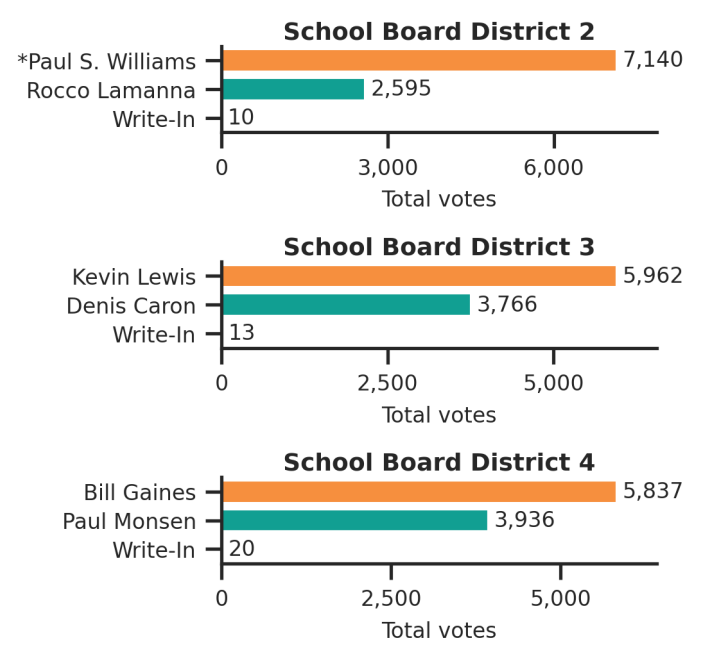 School Board District 2
*Paul S. Williams 7,140
Rocco Lamanna 2,595
Write-In 10
0 3,000 6,000
Total votes
School Board District 3
Kevin Lewis 5,962
Denis Caron 3,766
Write-In 13
0 2,500 5,000
Total votes
School Board District 4
Bill Gaines 5,837
Paul Monsen 3,936
Write-In 20
0 2,500 5,000
Total votes